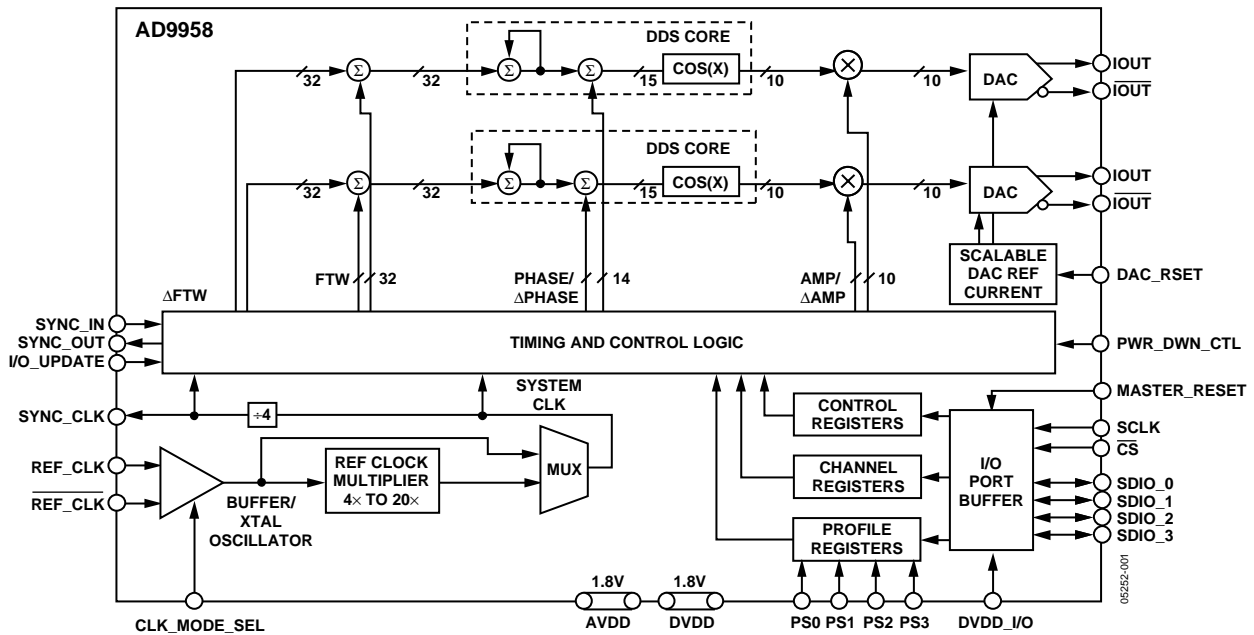 AD9958
DDS CORE
32
Σ
32
Σ
Σ
15
COS(X)
10
×
10
DAC
IOUT
IOUT
DDS CORE
32
Σ
32
Σ
Σ
15
COS(X)
10
×
10
DAC
IOUT
IOUT
SCALABLE
DAC REF
CURRENT
DAC_RSET
ΔFTW
FTW
32
PHASE/
ΔPHASE
14
AMP/
ΔAMP
10
SYNC_IN
SYNC_OUT
I/O_UPDATE
TIMING AND CONTROL LOGIC
PWR_DWN_CTL
SYNC_CLK
÷4
SYSTEM
CLK
REF_CLK
REF_CLK
BUFFER/
XTAL
OSCILLATOR
REF CLOCK
MULTIPLIER
4× TO 20×
MUX
CONTROL
REGISTERS
CHANNEL
REGISTERS
PROFILE
REGISTERS
I/O
PORT
BUFFER
MASTER_RESET
SCLK
CS
SDIO_0
SDIO_1
SDIO_2
SDIO_3
CLK_MODE_SEL
1.8V
AVDD
1.8V
DVDD
PS0 PS1 PS2 PS3
DVDD_I/O
05252-001